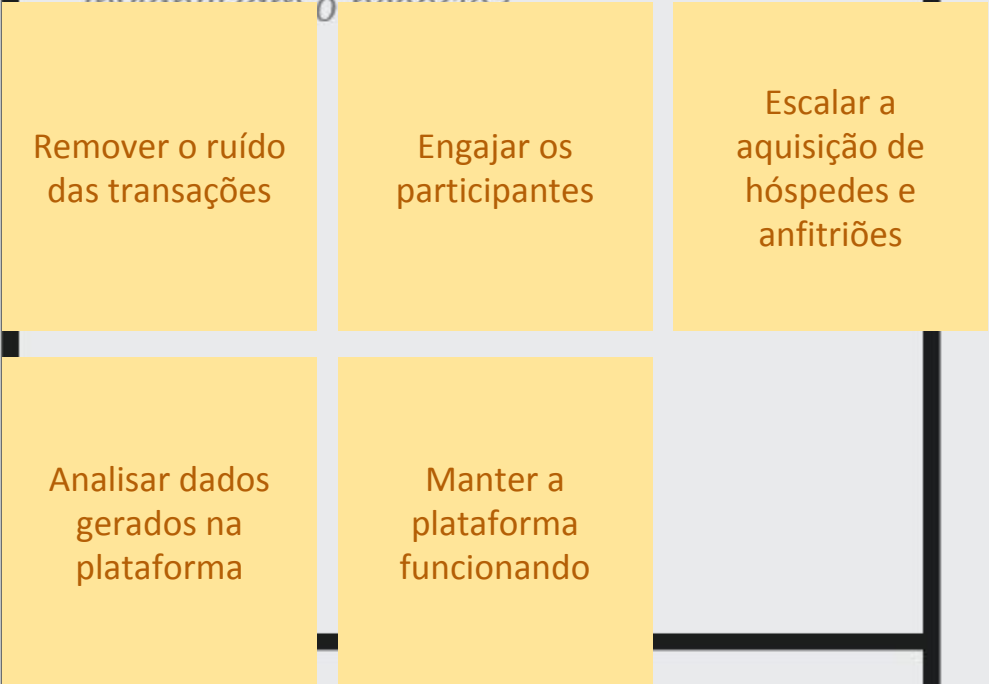 Remover o ruído
das transações
Engajar os
participantes
Escalar a
aquisição de
hóspedes e
anfitriões
Analisar dados
gerados na
plataforma
Manter a
plataforma
funcionando